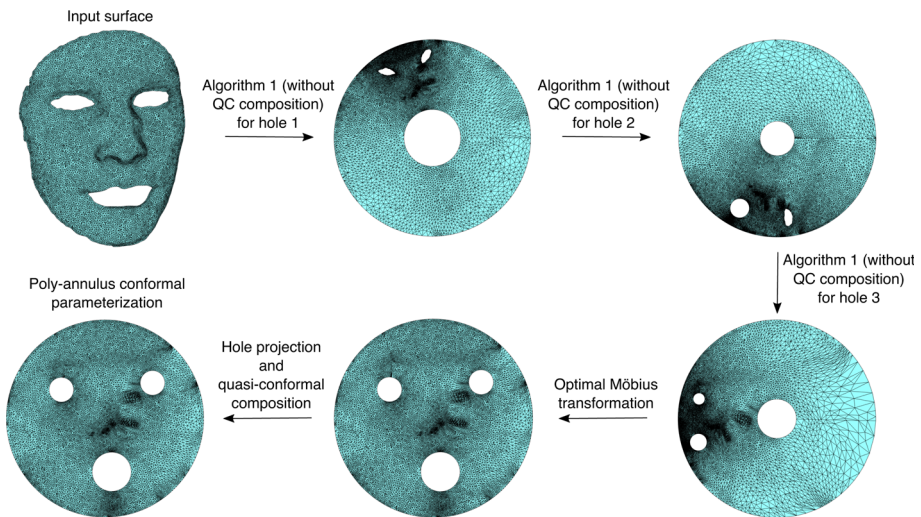 Input surface
Algorithm 1 (without
QC composition)
for hole 1
Algorithm 1 (without
QC composition)
for hole 2
Algorithm 1 (without
QC composition)
for hole 3
Optimal Möbius
transformation
Hole projection
and
quasi-conformal
composition
Poly-annulus conformal
parameterization